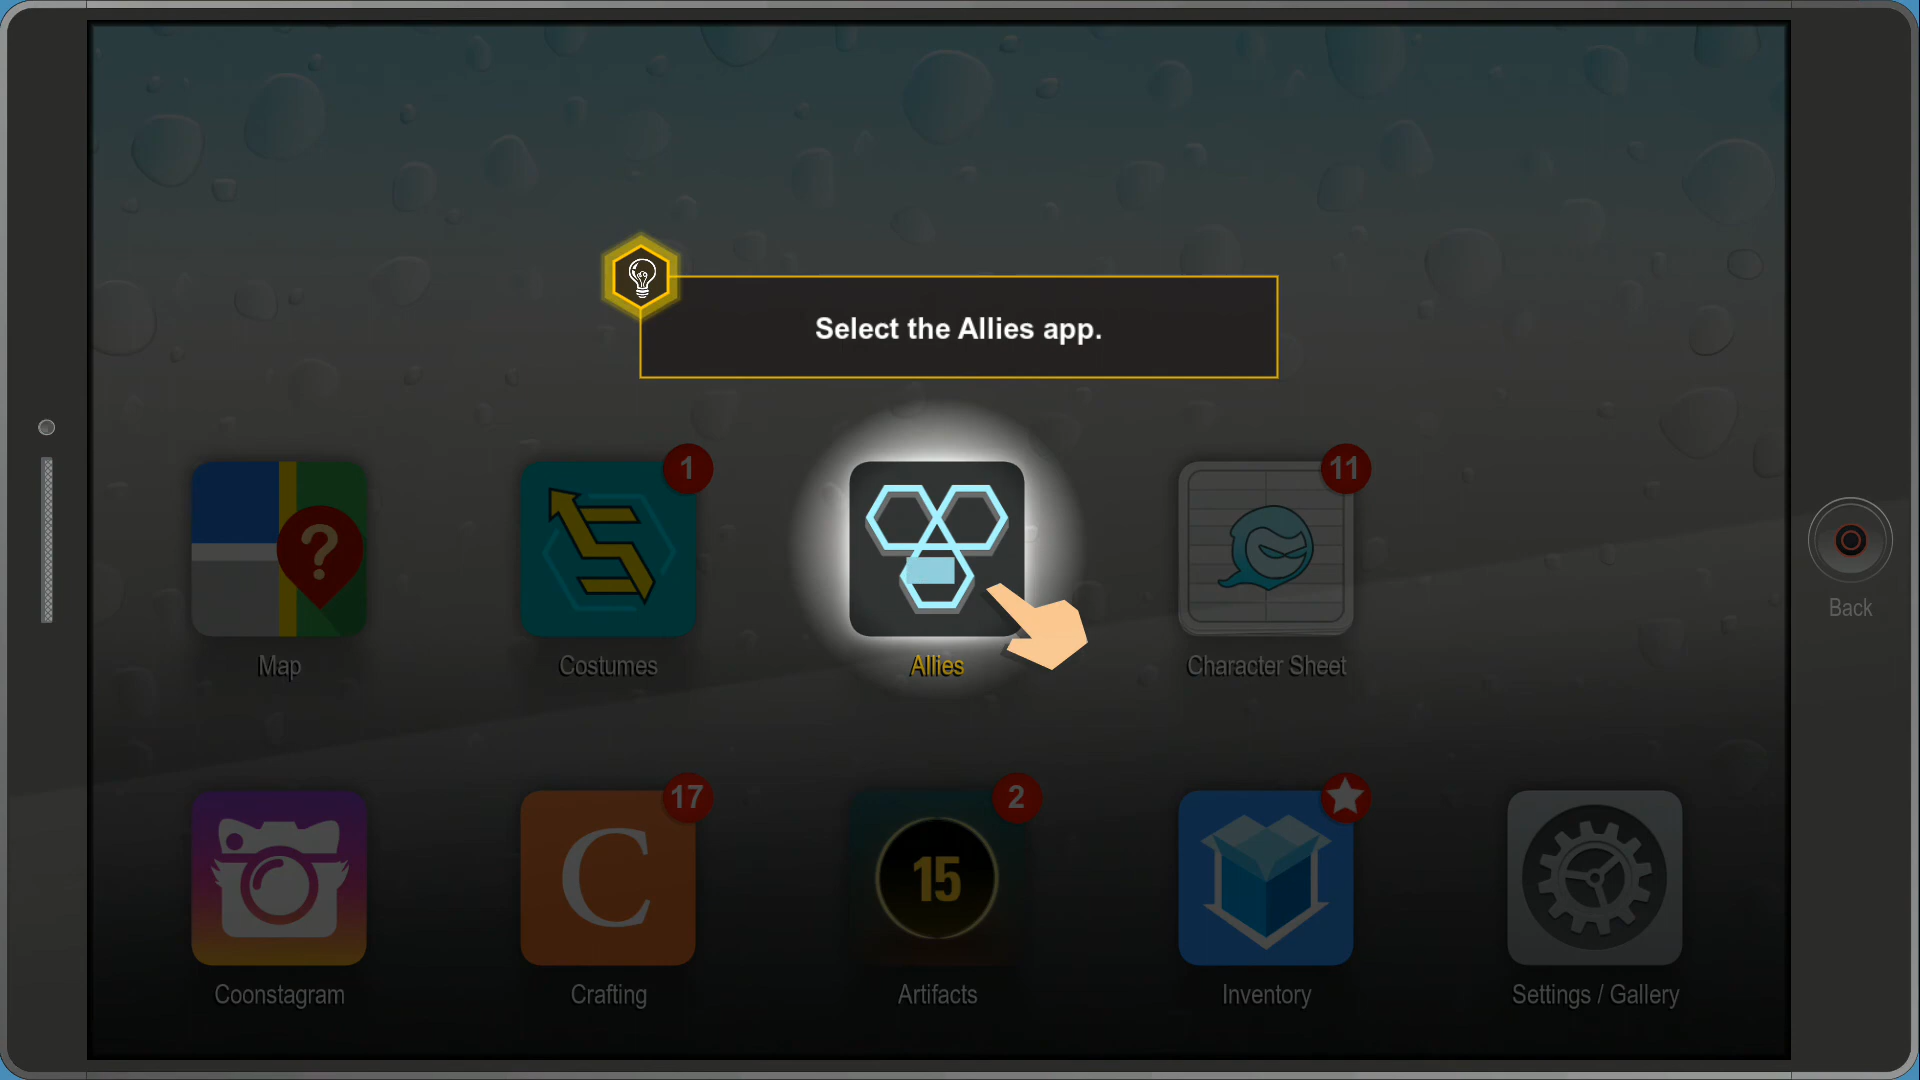 Select the Allies app.
1
11
?
Map
Costumes
Allies
Character Sheet
Back
17
2
C
15
Coonstagram
Crafting
Artifacts
Inventory
Settings / Gallery